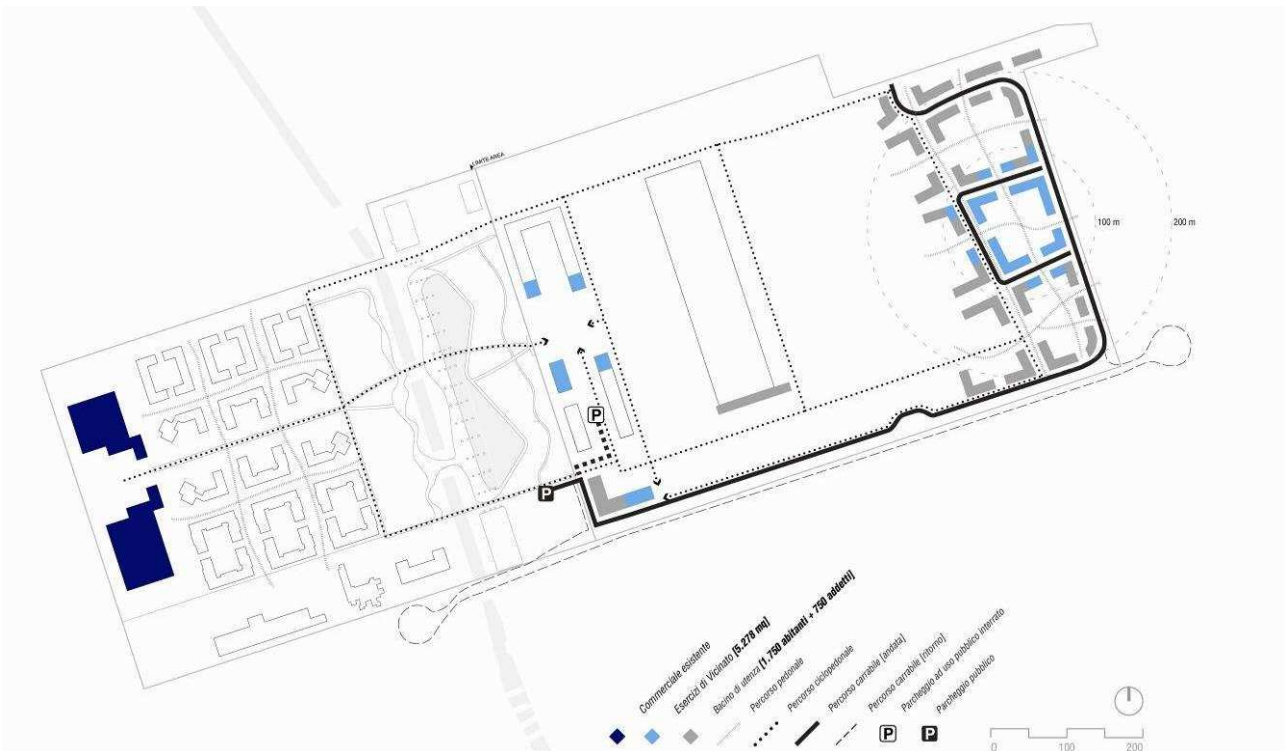 LIMITE AREA
100 m
200 m
P
P
Commerciale esistente
Esercizi di Vicinato [5.278 mq]
Bacino di utenza [1.750 abitanti + 750 addetti]
Percorso pedonale
Percorso ciclopedonale
Percorso carrabile [andata]
Percorso carrabile [ritorno]
Parcheggio ad uso pubblico interrato
Parcheggio pubblico
P
P
0 100 200